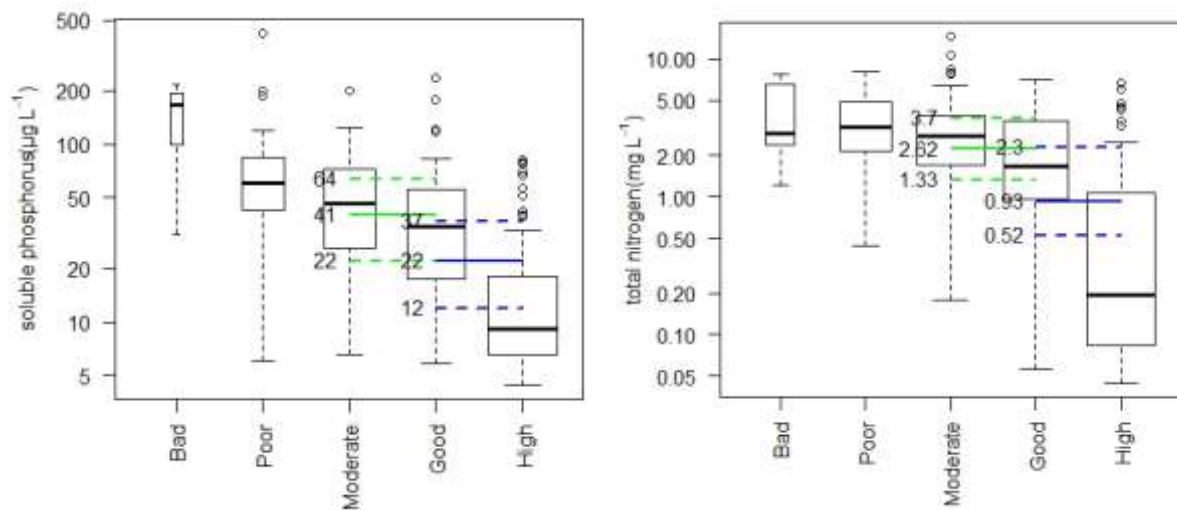 soluble phosphorus(µg L⁻¹)
500
200
100
50
20
10
5
64
41
22
37
22
12
Bad
Poor
Moderate
Good
High
total nitrogen(mg L⁻¹)
10.00
5.00
2.00
1.00
0.50
0.20
0.10
0.05
3.7
2.62
1.33
2.3
0.93
0.52
Bad
Poor
Moderate
Good
High